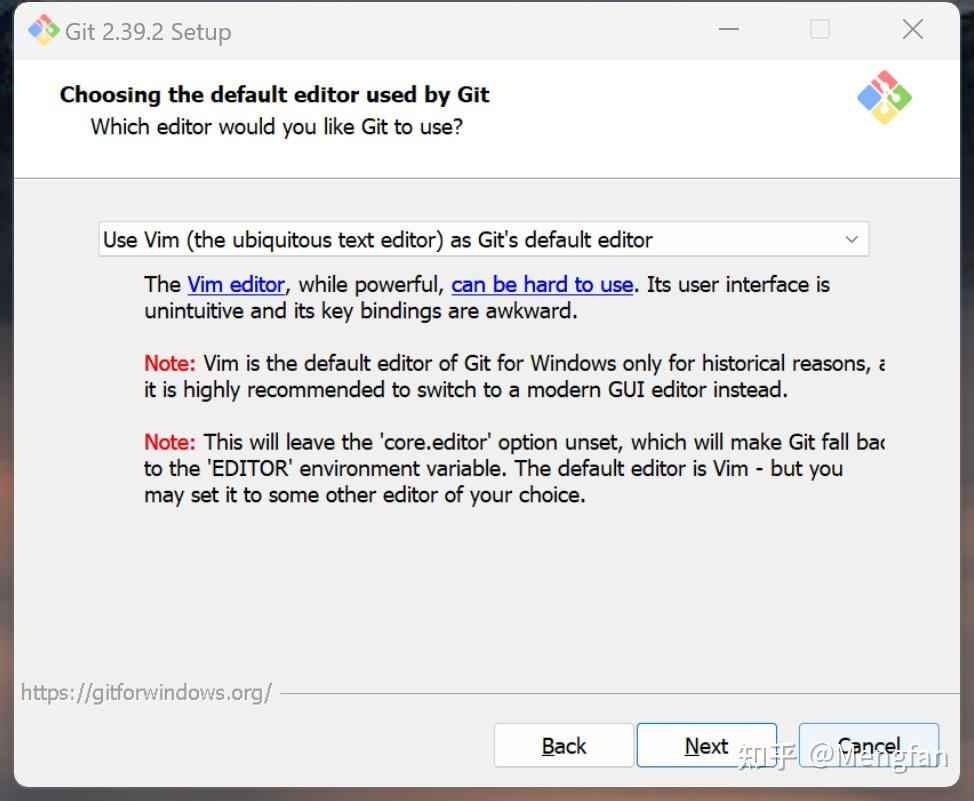 Git 2.39.2 Setup
Choosing the default editor used by Git
Which editor would you like Git to use?
Use Vim (the ubiquitous text editor) as Git's default editor
The Vim editor, while powerful, can be hard to use. Its user interface is
unintuitive and its key bindings are awkward.
Note: Vim is the default editor of Git for Windows only for historical reasons,
it is highly recommended to switch to a modern GUI editor instead.
Note: This will leave the 'core.editor' option unset, which will make Git fall bac
to the 'EDITOR' environment variable. The default editor is Vim - but you
may set it to some other editor of your choice.
https://gitforwindows.org/
Back
Next
Cancel
知乎 @Mengfan